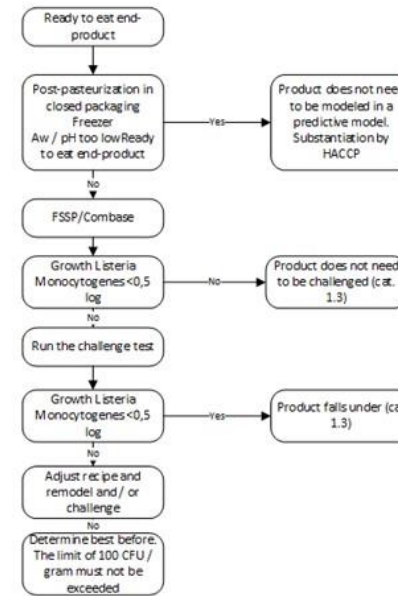 Ready to eat end-
product
Post-pasteurization in
closed packaging
Freezer
Aw / pH too lowReady
to eat end-product
Yes
Product does not nee
to be modeled in a
predictive model.
Substantiation by
HACCP
No
FSSP/Combase
Growth Listeria
Monocytogenes <0,5
log
No
Product does not need
to be challenged (cat.
1.3)
No
Run the challenge test
Growth Listeria
Monocytogenes <0,5
log
Yes
Product falls under (ca
1.3)
No
Adjust recipe and
remodel and / or
challenge
No
Determine best before.
The limit of 100 CFU /
gram must not be
exceeded